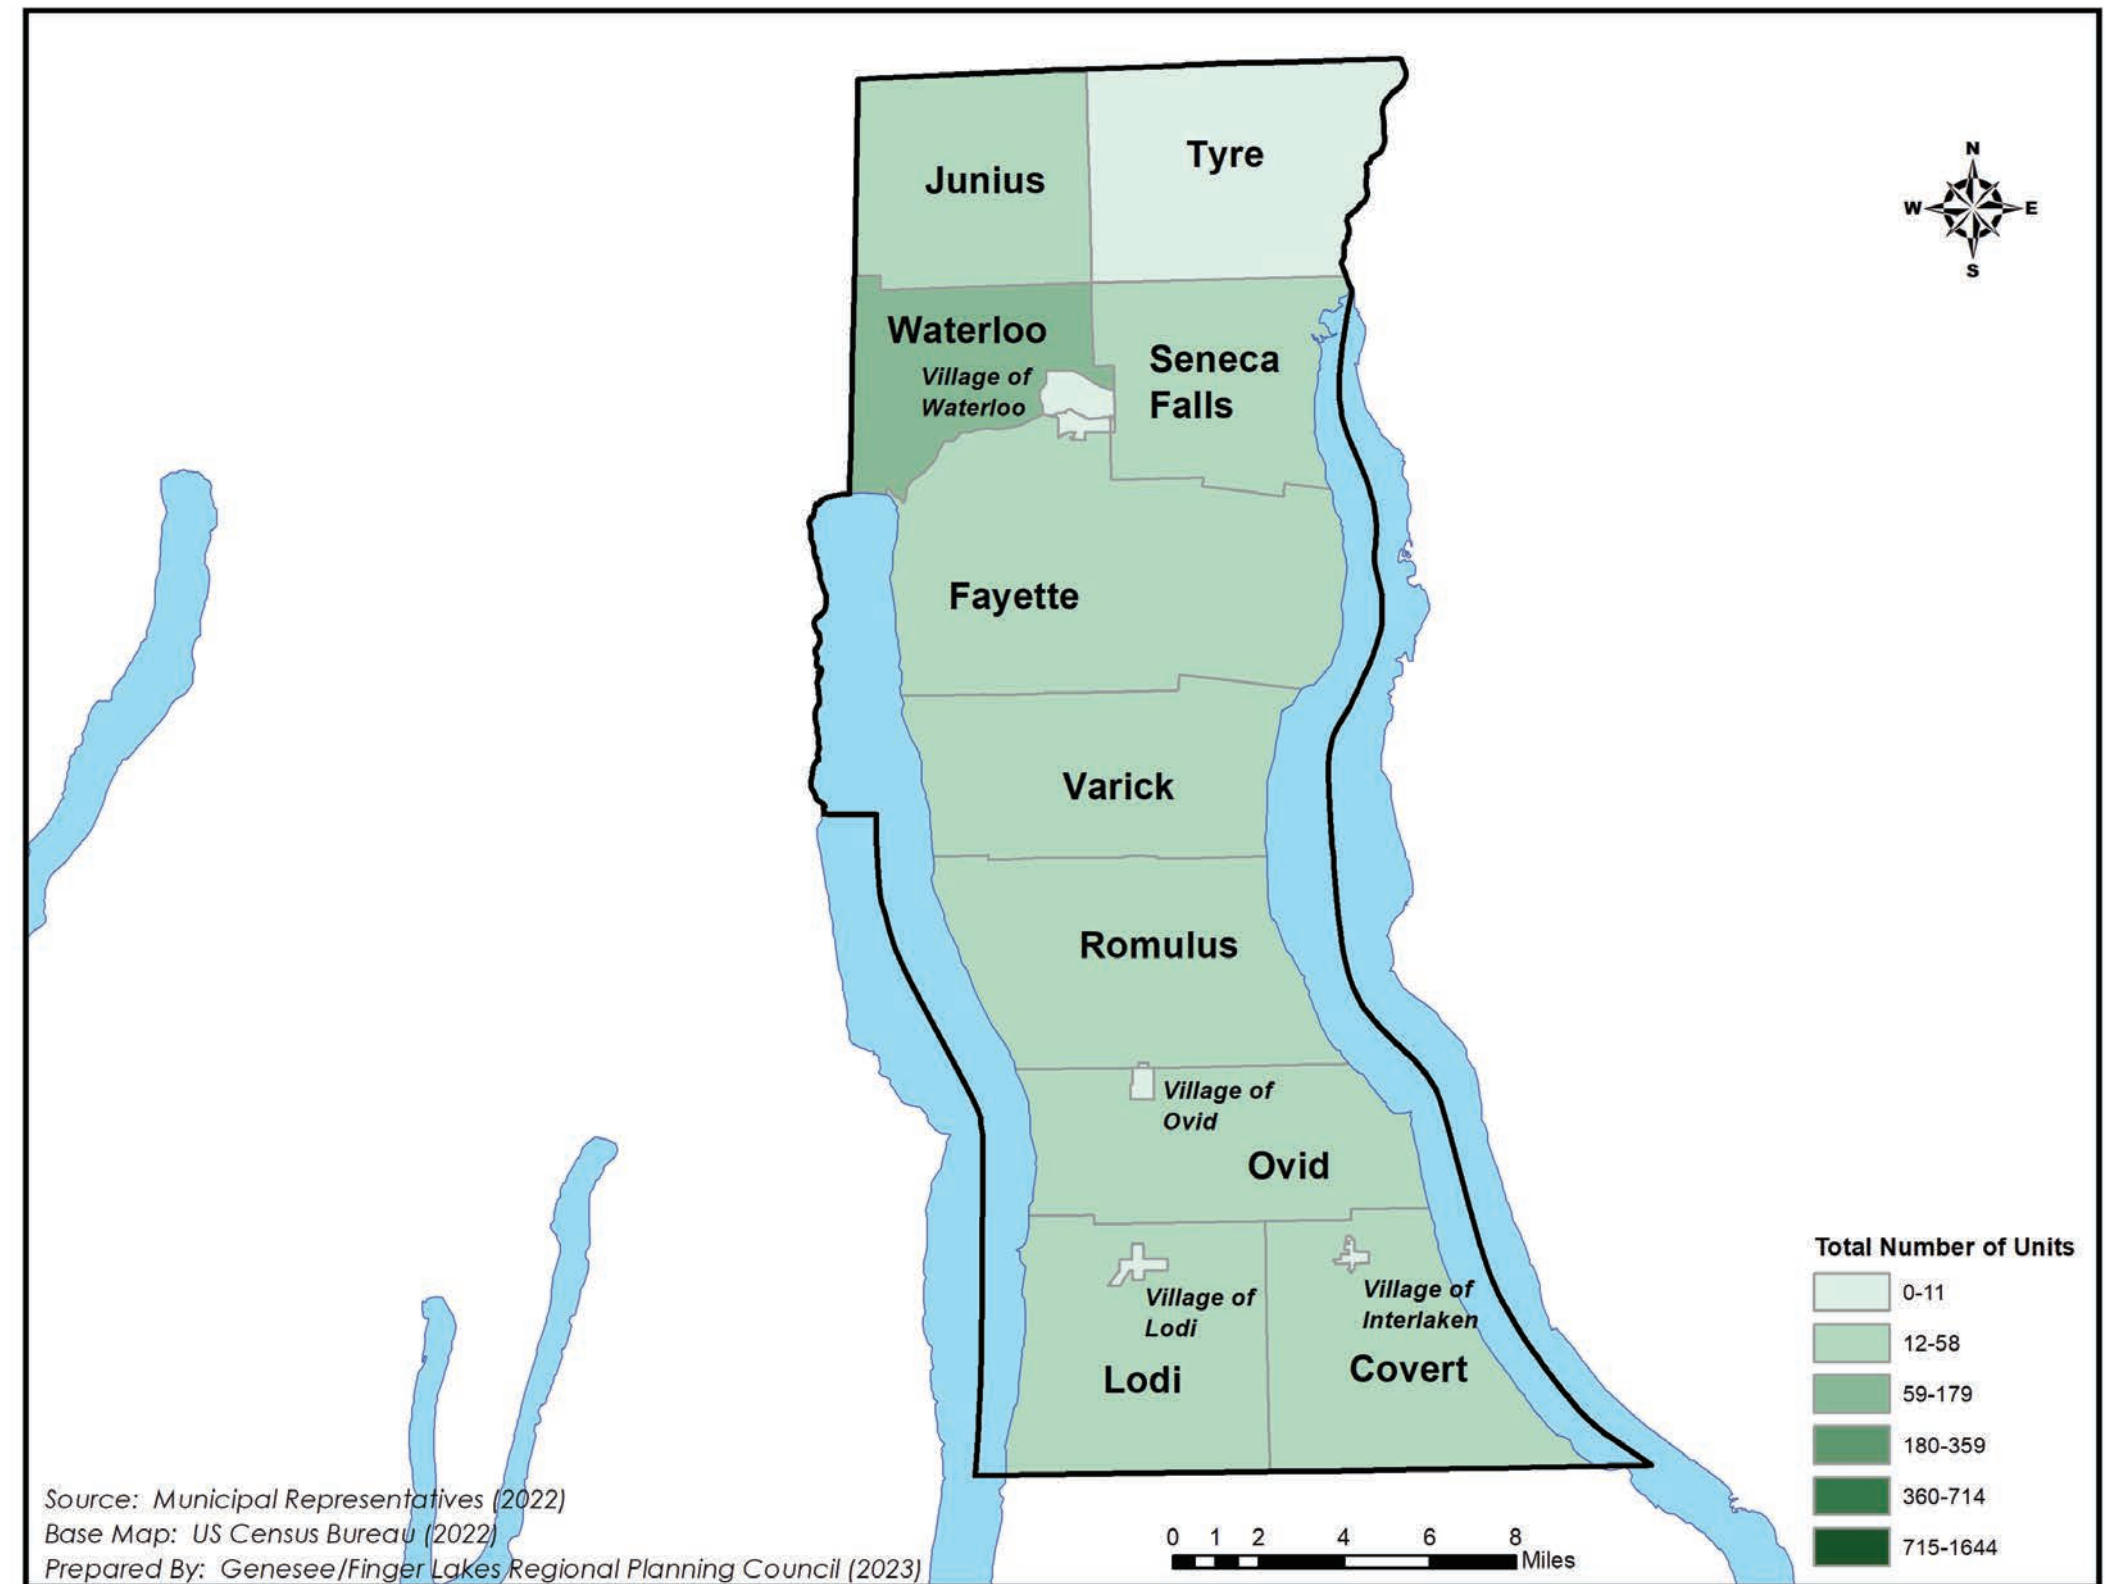 Tyre
Junius
N
W
E
S
Waterloo
Village of
Waterloo
Seneca
Falls
Fayette
Varick
Romulus
Village of
Ovid
Ovid
Village of
Lodi
Lodi
Village of
Interlaken
Covert
Total Number of Units
0-11
12-58
59-179
180-359
360-714
715-1644
Source: Municipal Representatives (2022)
Base Map: US Census Bureau (2022)
Prepared By: Genesee/Finger Lakes Regional Planning Council (2023)
0 1 2 4 6 8
Miles